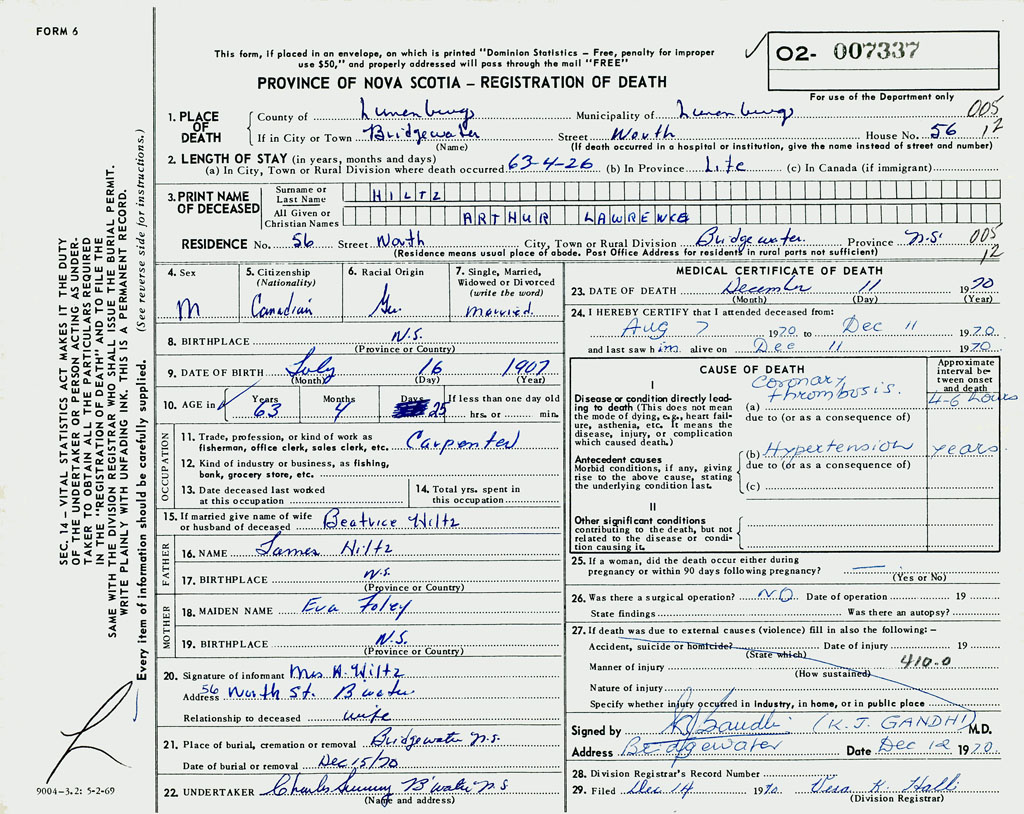 FORM 6
This form, if placed in an envelope, on which is printed "Dominion Statistics – Free, penalty for improper
use $50," and properly addressed will pass through the mail "FREE"
O2- 007337
PROVINCE OF NOVA SCOTIA – REGISTRATION OF DEATH
For use of the Department only
1. PLACE OF DEATH County of Lunenburg Municipality of Lunenburg 005
If in City or Town Bridgewater Street North House No. 56 12
(Name) (If death occurred in a hospital or institution, give the name instead of street and number)
2. LENGTH OF STAY (in years, months and days)
(a) In City, Town or Rural Division where death occurred 63-4-26 (b) In Province Life (c) In Canada (if immigrant)
3. PRINT NAME OF DECEASED Surname or Last Name HILTZ
All Given or Christian Names ARTHUR LAWRENCE
RESIDENCE No. 56 Street North City, Town or Rural Division Bridgewater Province N.S. 005
(Residence means usual place of abode. Post Office Address for residents in rural parts not sufficient) 12
4. Sex M
5. Citizenship (Nationality) Canadian
6. Racial Origin Ger.
7. Single, Married, Widowed or Divorced (write the word) Married
8. BIRTHPLACE N.S.
(Province or Country)
9. DATE OF BIRTH July 16 1907
(Month) (Day) (Year)
10. AGE in Years 63 Months 4 Days 25 If less than one day old
hrs. or min.
OCCUPATION
11. Trade, profession, or kind of work as
fisherman, office clerk, sales clerk, etc. Carpenter
12. Kind of industry or business, as fishing,
bank, grocery store, etc.
13. Date deceased last worked
at this occupation
14. Total yrs. spent in
this occupation
15. If married give name of wife
or husband of deceased Beatrice Hiltz
FATHER
16. NAME James Hiltz
17. BIRTHPLACE N.S.
(Province or Country)
MOTHER
18. MAIDEN NAME Eva Foley
19. BIRTHPLACE N.S.
(Province or Country)
20. Signature of informant Mrs A. Hiltz
Address 56 North St. B'water
Relationship to deceased wife
21. Place of burial, cremation or removal Bridgewater N.S.
Date of burial or removal Dec 15/70
22. UNDERTAKER Charles B'water N S
(Name and address)
MEDICAL CERTIFICATE OF DEATH
23. DATE OF DEATH December 11 1970
(Month) (Day) (Year)
24. I HEREBY CERTIFY that I attended deceased from:
Aug 7 1970 to Dec 11 1970
and last saw him alive on Dec 11 1970
CAUSE OF DEATH
Approximate interval between onset and death
I
Disease or condition directly leading to death (This does not mean the mode of dying, e.g., heart failure, asthenia, etc. It means the disease, injury, or complication which caused death.)
(a) Coronary thrombosis. 4-6 hours
due to (or as a consequence of)
Antecedent causes
Morbid conditions, if any, giving rise to the above cause, stating the underlying condition last.
(b) Hypertension years
due to (or as a consequence of)
(c)
II
Other significant conditions
contributing to the death, but not related to the disease or condition causing it.
25. If a woman, did the death occur either during
pregnancy or within 90 days following pregnancy?
(Yes or No)
26. Was there a surgical operation? NO Date of operation 19
State findings Was there an autopsy?
27. If death was due to external causes (violence) fill in also the following: –
Accident, suicide or homicide? Date of injury 19
(State which)
Manner of injury 410.0
(How sustained)
Nature of injury
Specify whether injury occurred in industry, in home, or in public place
Signed by KJ Gandhi (K.J. GANDHI) M.D.
Address Bridgewater Date Dec 12 1970
28. Division Registrar's Record Number
29. Filed Dec 14 1970 Vera K. Hall
(Division Registrar)
SEC. 14 – VITAL STATISTICS ACT MAKES IT THE DUTY
OF THE UNDERTAKER OR PERSON ACTING AS UNDER-
TAKER TO OBTAIN ALL THE PARTICULARS REQUIRED
IN THE "REGISTRATION OF DEATH" AND TO FILE THE
SAME WITH THE DIVISION REGISTRAR WHO SHALL ISSUE THE BURIAL PERMIT.
WRITE PLAINLY WITH UNFADING INK. THIS IS A PERMANENT RECORD.
Every item of information should be carefully supplied. (See reverse side for instructions.)
9004-3.2: 5-2-69